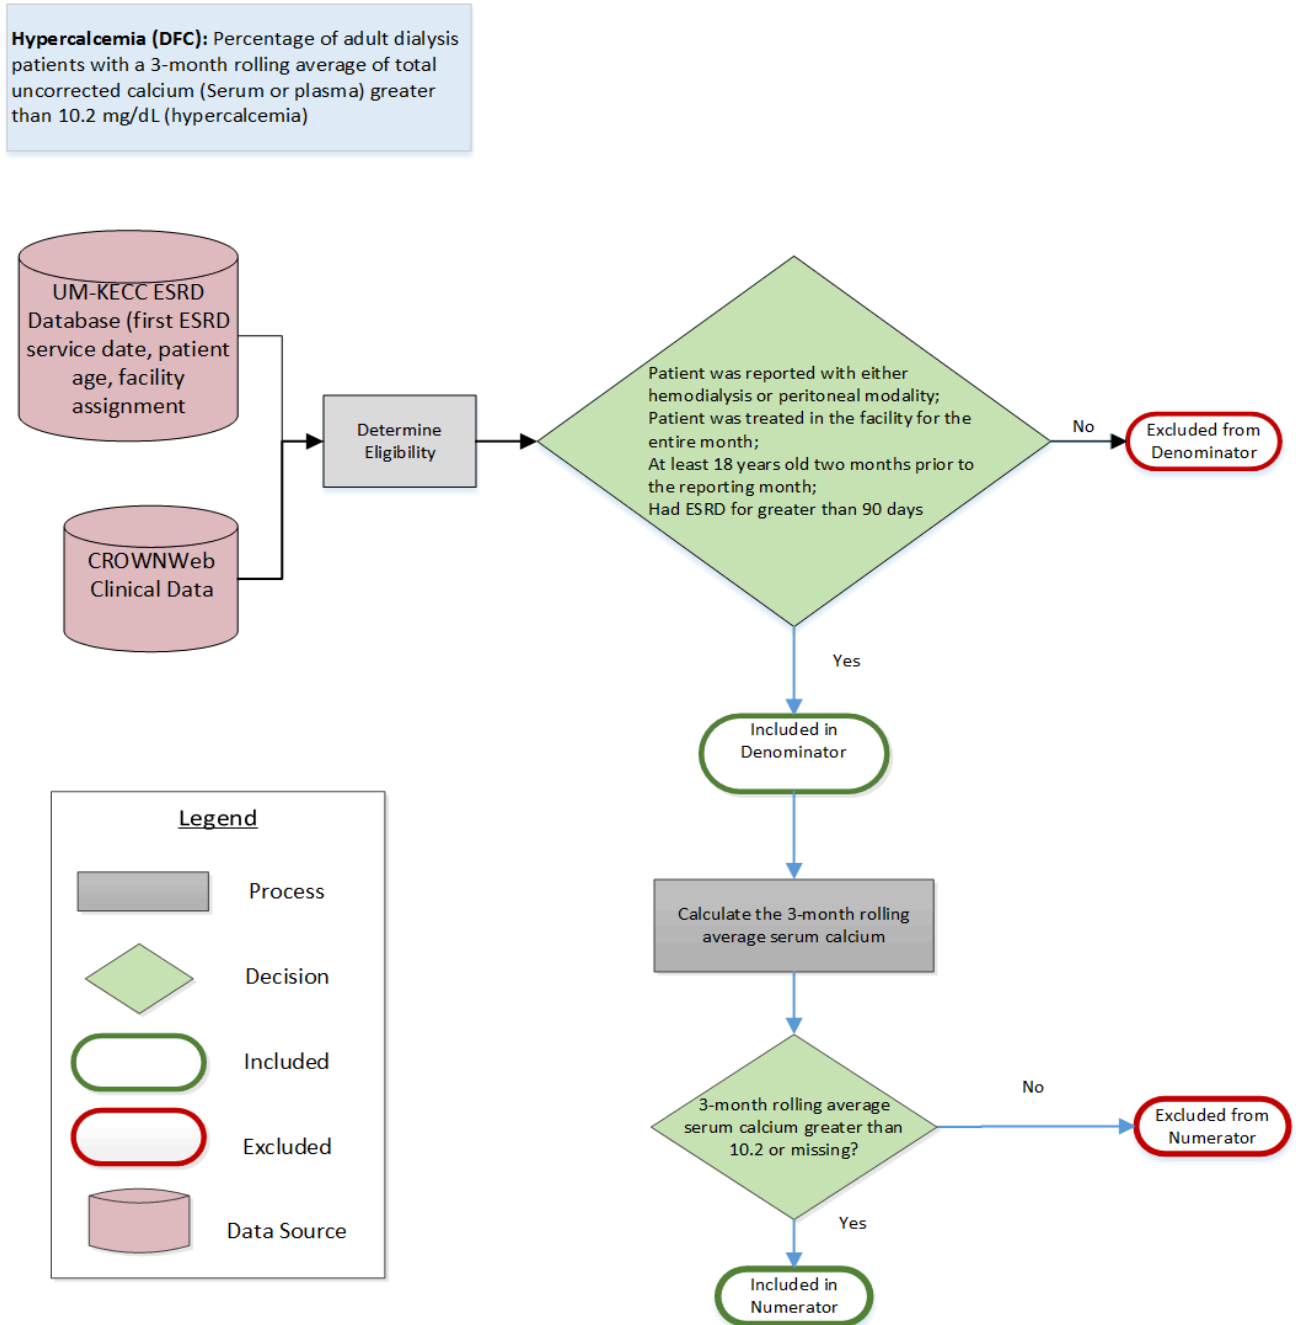 Hypercalcemia (DFC): Percentage of adult dialysis
patients with a 3-month rolling average of total
uncorrected calcium (Serum or plasma) greater
than 10.2 mg/dL (hypercalcemia)
UM-KECC ESRD
Database (first ESRD
service date, patient
age, facility
assignment
CROWNWeb
Clinical Data
Determine
Eligibility
Patient was reported with either
hemodialysis or peritoneal modality;
Patient was treated in the facility for the
entire month;
At least 18 years old two months prior to
the reporting month;
Had ESRD for greater than 90 days
No
Excluded from
Denominator
Yes
Included in
Denominator
Calculate the 3-month rolling
average serum calcium
3-month rolling average
serum calcium greater than
10.2 or missing?
No
Excluded from
Numerator
Yes
Included in
Numerator
Legend
Process
Decision
Included
Excluded
Data Source